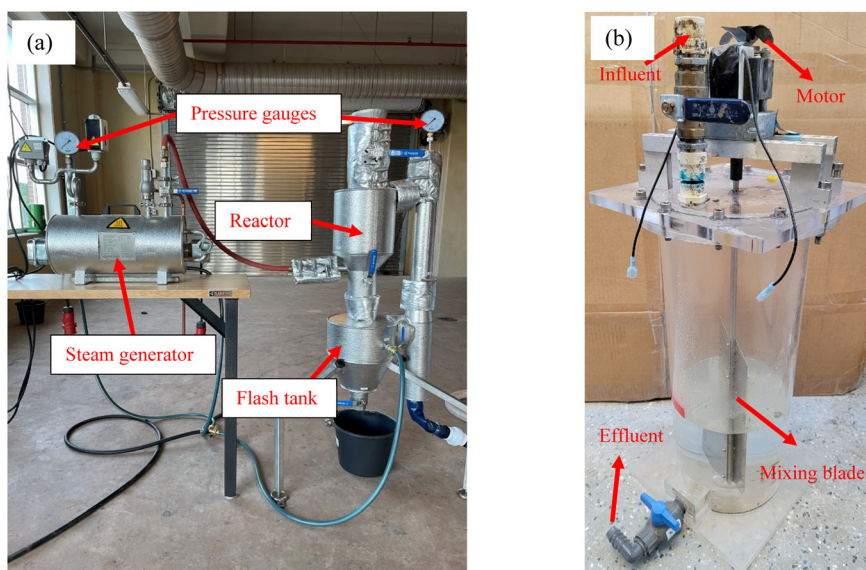 (a)
Pressure gauges
Reactor
Steam generator
Flash tank
(b)
Influent
Motor
Effluent
Mixing blade